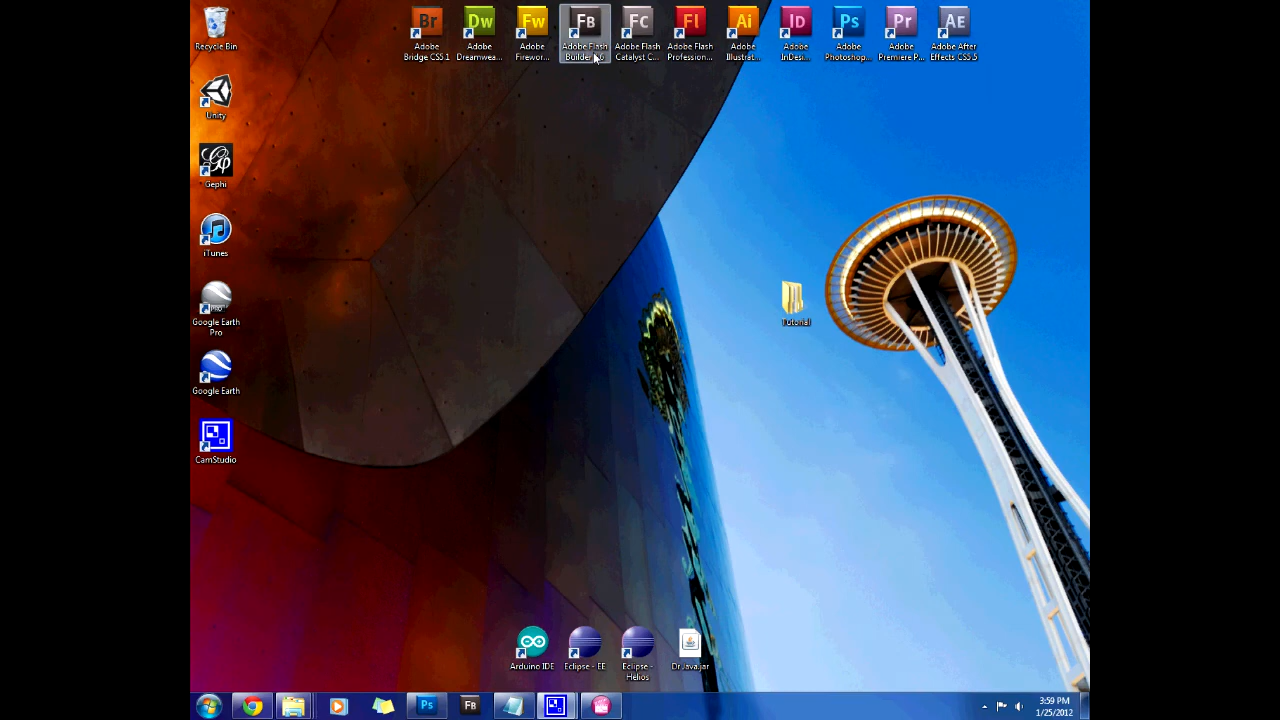 Br Dw Fw FB FC Fl Ai ID Ps Pr AE
Recycle Bin
Adobe Bridge CS5.1
Adobe Dreamwea...
Adobe Firewor...
Adobe Flash Builder
Adobe Flash Catalyst C...
Adobe Flash Profession...
Adobe Illustrat...
Adobe InDesi...
Adobe Photoshop...
Adobe Premiere P...
Adobe After Effects CS5.5
Unity
Gephi
iTunes
PRO
Google Earth
Pro
Tutorial
Google Earth
CamStudio
Arduino IDE
Eclipse - EE
Eclipse -
Helios
DrJava.jar
Ps
FB
3:59 PM
1/25/2012